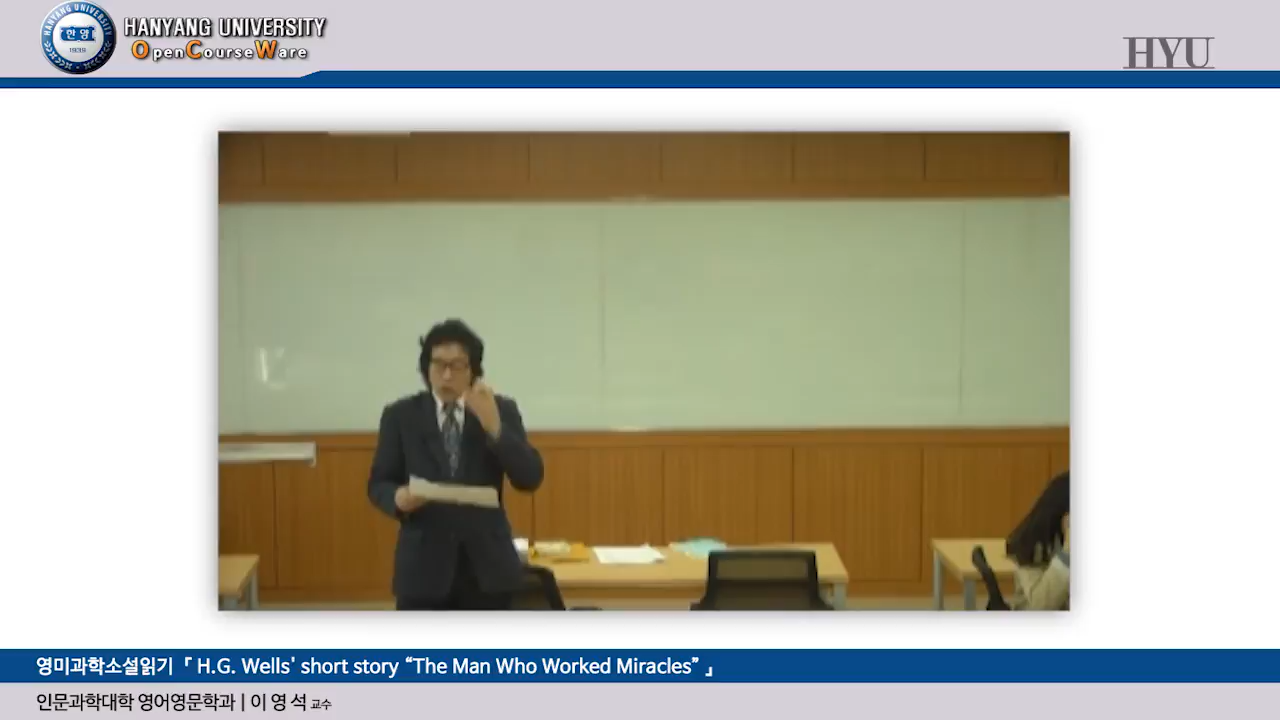 HANYANG UNIVERSITY
한양
1939
HANYANG UNIVERSITY
OpenCourseWare
HYU
영미과학소설읽기 『 H.G. Wells' short story “The Man Who Worked Miracles” 』
인문과학대학 영어영문학과 | 이 영 석 교수